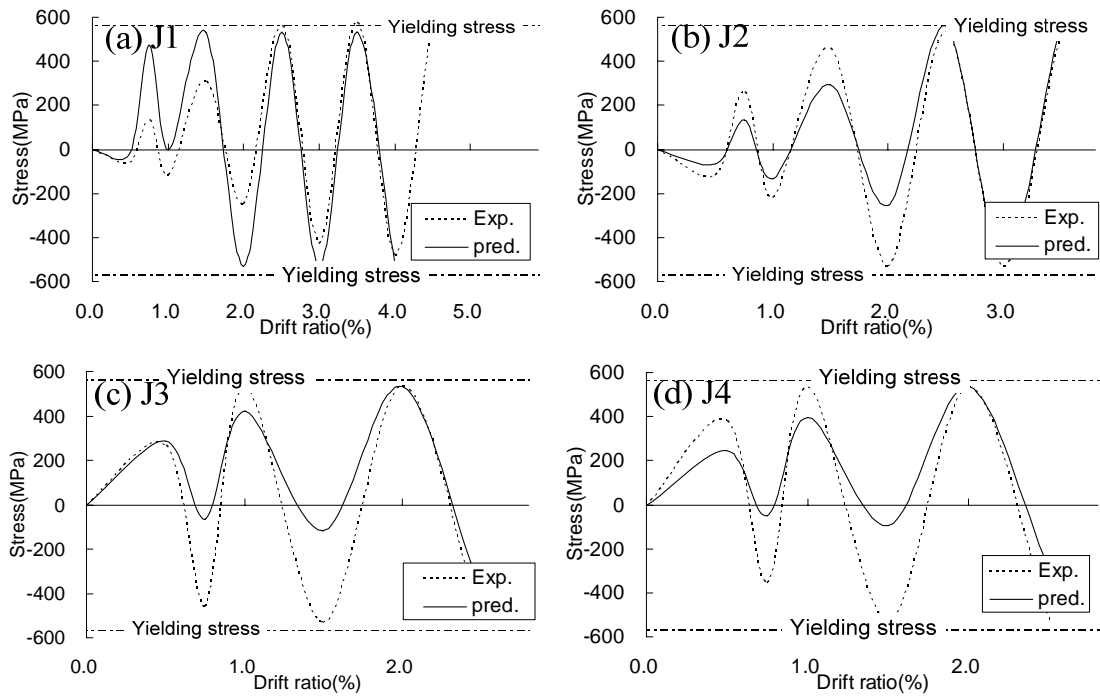 (a) J1
Yielding stress
600
400
200
0
-200
-400
-600
Stress(MPa)
Exp.
pred.
Yielding stress
0.0 1.0 2.0 3.0 4.0 5.0
Drift ratio(%)
(b) J2
Yielding stress
600
400
200
0
-200
-400
-600
Stress(MPa)
Exp.
pred.
Yielding stress
0.0 1.0 2.0 3.0
Drift ratio(%)
(c) J3
Yielding stress
600
400
200
0
-200
-400
-600
Stress(MPa)
Exp.
pred.
Yielding stress
0.0 1.0 2.0
Drift ratio(%)
(d) J4
Yielding stress
600
400
200
0
-200
-400
-600
Stress(MPa)
Exp.
pred.
Yielding stress
0.0 1.0 2.0
Drift ratio(%)